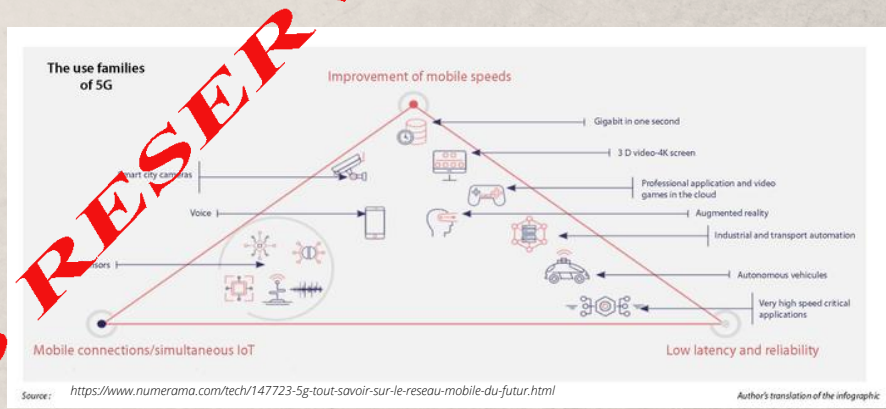 RESER
The use families
of 5G
Improvement of mobile speeds
Gigabit in one second
3 D video-4K screen
Professional application and video
games in the cloud
Augmented reality
Industrial and transport automation
Autonomous vehicules
Very high speed critical
applications
city cameras
Voice
Mobile connections/simultaneous IoT
Low latency and reliability
Source : https://www.numerama.com/tech/147723-5g-tout-savoir-sur-le-reseau-mobile-du-futur.html
Author's translation of the infographic